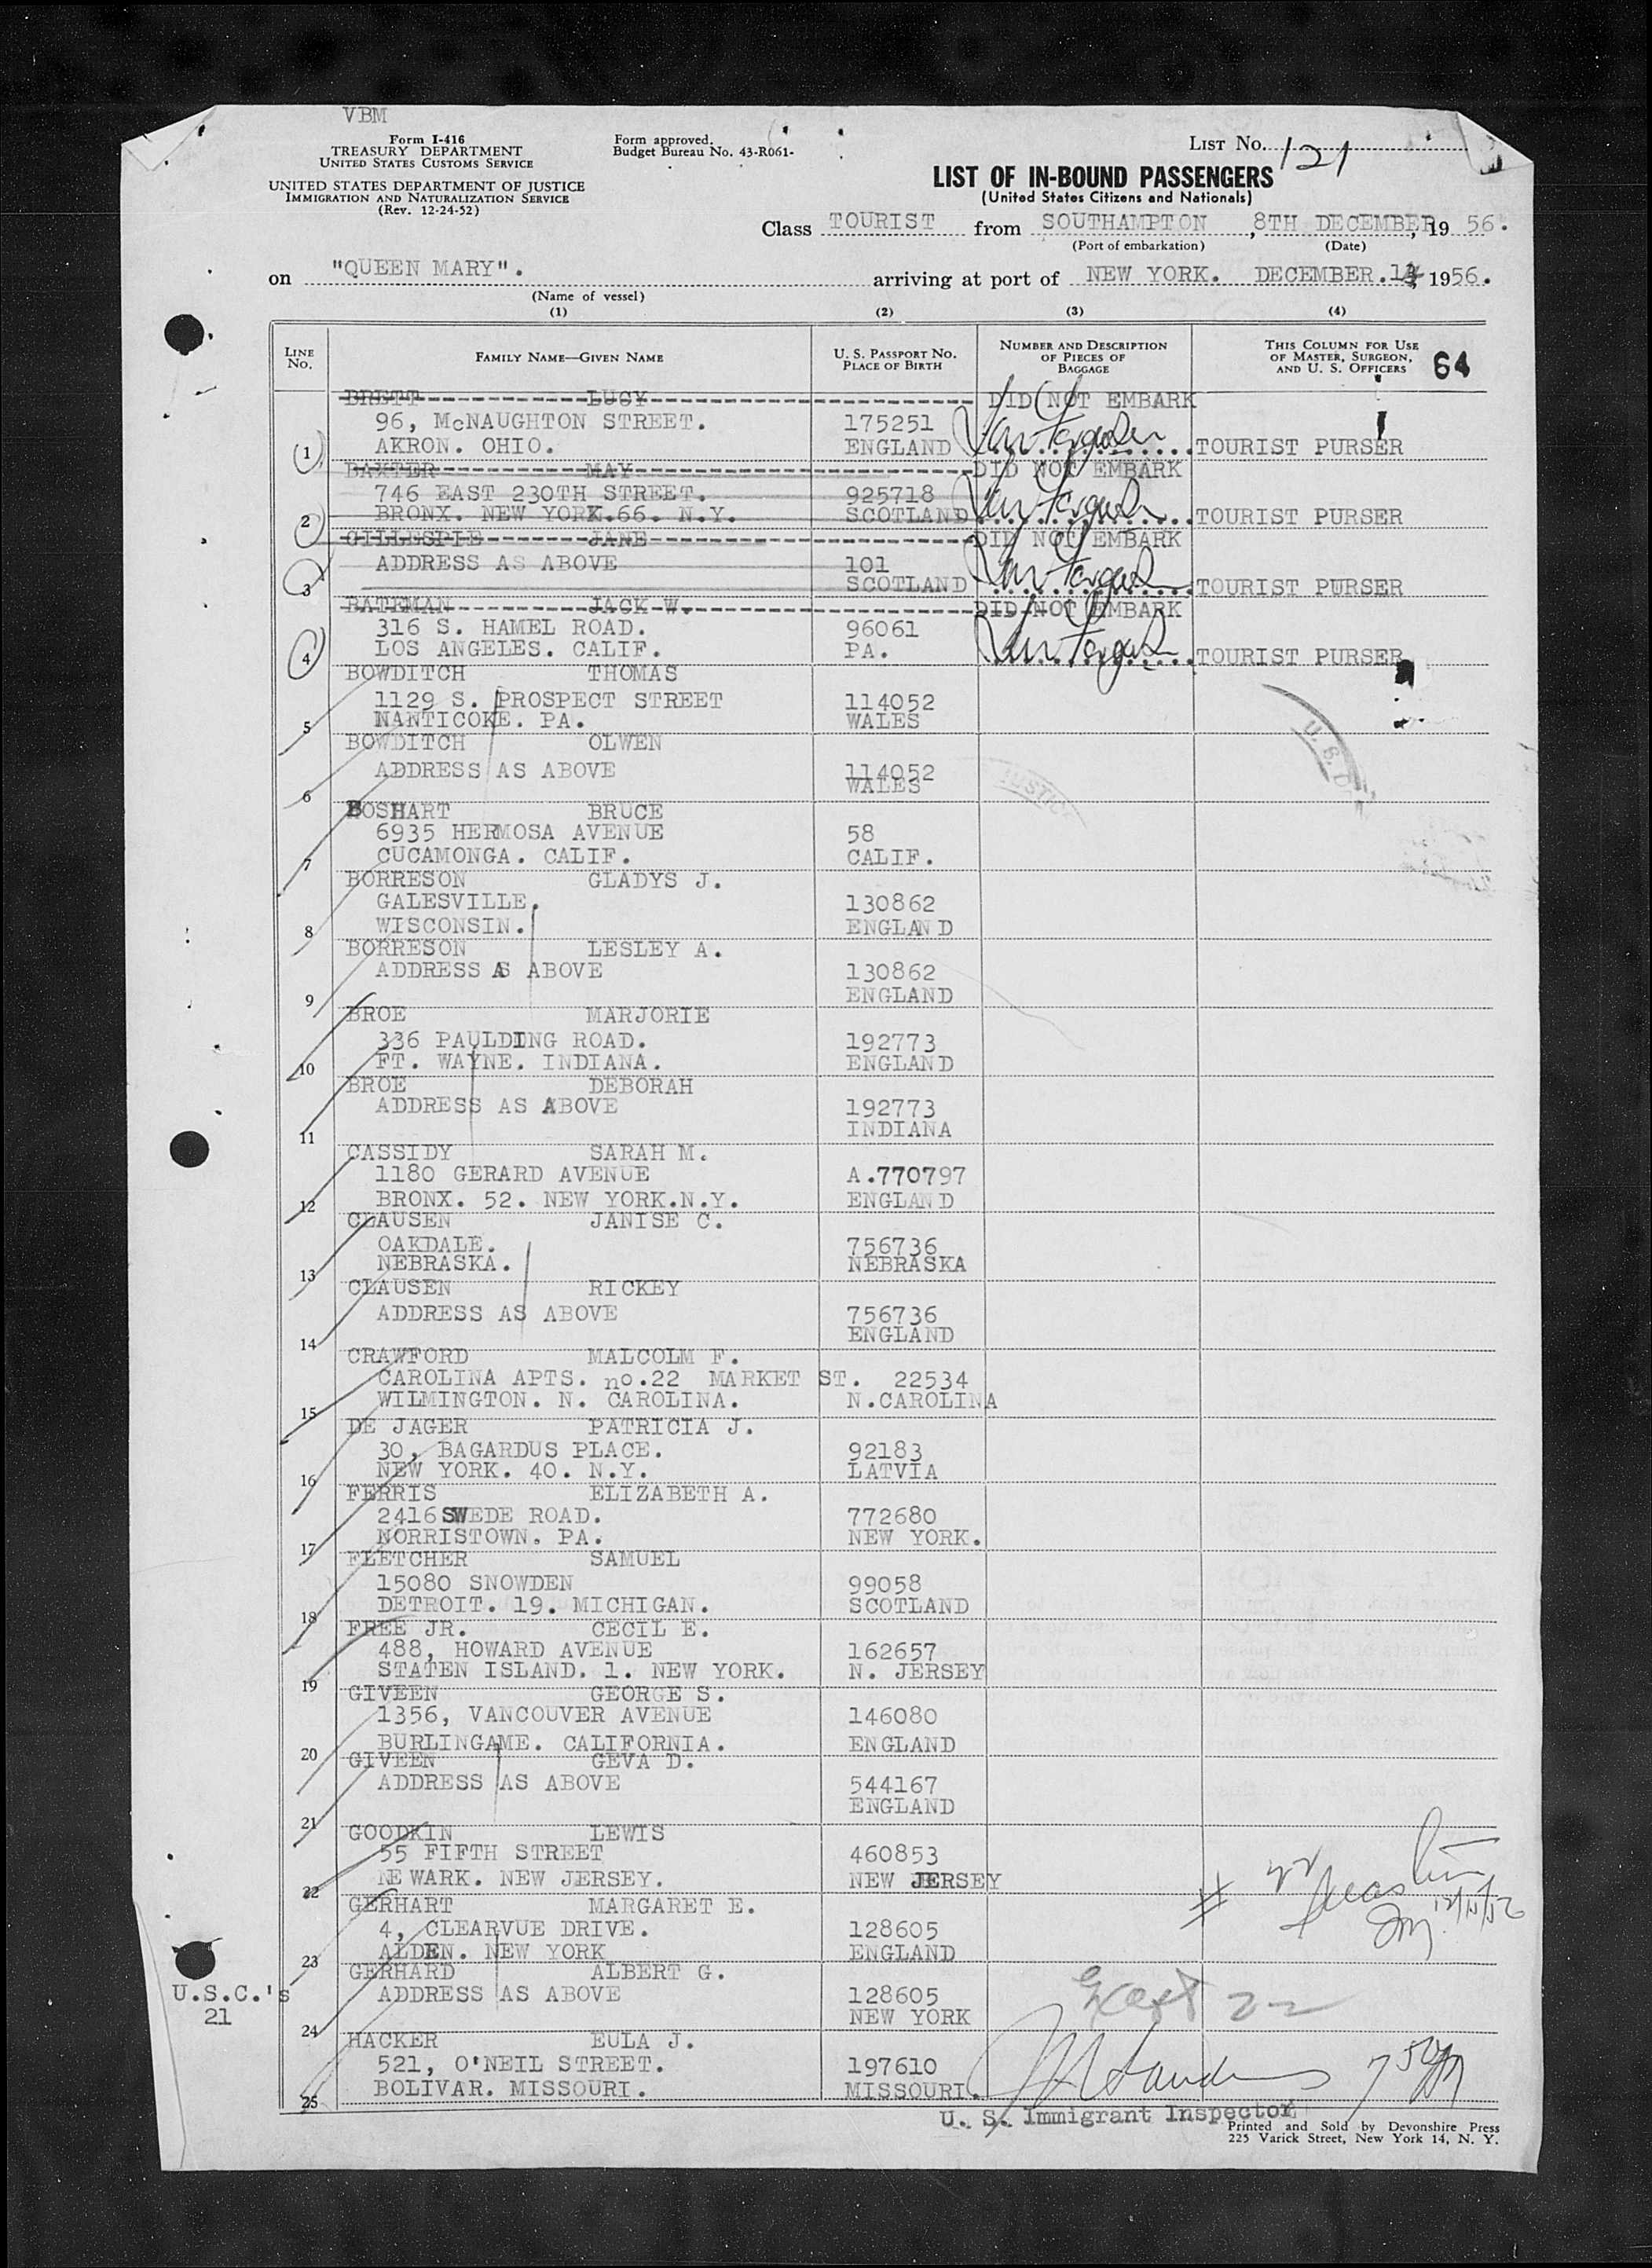 VBM
Form I-416
TREASURY DEPARTMENT
UNITED STATES CUSTOMS SERVICE
UNITED STATES DEPARTMENT OF JUSTICE
IMMIGRATION AND NATURALIZATION SERVICE
(Rev. 12-24-52)
Form approved.
Budget Bureau No. 43-R061-
LIST No. 121
LIST OF IN-BOUND PASSENGERS
(United States Citizens and Nationals)
Class TOURIST from SOUTHAMPTON, 8TH DECEMBER, 19 56.
(Port of embarkation) (Date)
on "QUEEN MARY". arriving at port of NEW YORK. DECEMBER. 1956.
(Name of vessel)
(1) (2) (3) (4)
LINE No. FAMILY NAME—GIVEN NAME U. S. PASSPORT No. PLACE OF BIRTH NUMBER AND DESCRIPTION OF PIECES OF BAGGAGE THIS COLUMN FOR USE OF MASTER, SURGEON, AND U. S. OFFICERS 64
BRETT LUCY DID NOT EMBARK
96, McNAUGHTON STREET. 175251
1 AKRON. OHIO. ENGLAND TOURIST PURSER
BAXTER MAY DID NOT EMBARK
746 EAST 230TH STREET. 925718
2 BRONX. NEW YORK.66. N.Y. SCOTLAND TOURIST PURSER
GILLESPIE JANE DID NOT EMBARK
ADDRESS AS ABOVE 101
3 SCOTLAND TOURIST PURSER
BATEMAN JACK W. DID NOT EMBARK
316 S. HAMEL ROAD. 96061
4 LOS ANGELES. CALIF. PA. TOURIST PURSER
BOWDITCH THOMAS
1129 S. PROSPECT STREET 114052
5 NANTICOKE. PA. WALES
BOWDITCH OLWEN
ADDRESS AS ABOVE 114052
6 WALES
BOSHART BRUCE
6935 HERMOSA AVENUE 58
7 CUCAMONGA. CALIF. CALIF.
BORRESON GLADYS J.
GALESVILLE. 130862
8 WISCONSIN. ENGLAND
BORRESON LESLEY A.
ADDRESS AS ABOVE 130862
9 ENGLAND
BROE MARJORIE
336 PAULDING ROAD. 192773
10 FT. WAYNE. INDIANA. ENGLAND
BROE DEBORAH
ADDRESS AS ABOVE 192773
11 INDIANA
CASSIDY SARAH M.
1180 GERARD AVENUE A.770797
12 BRONX. 52. NEW YORK.N.Y. ENGLAND
CLAUSEN JANISE C.
OAKDALE. 756736
13 NEBRASKA. NEBRASKA
CLAUSEN RICKEY
ADDRESS AS ABOVE 756736
14 ENGLAND
CRAWFORD MALCOLM F.
CAROLINA APTS. no.22 MARKET ST. 22534
15 WILMINGTON. N. CAROLINA. N.CAROLINA
DE JAGER PATRICIA J.
30, BAGARDUS PLACE. 92183
16 NEW YORK. 40. N.Y. LATVIA
FERRIS ELIZABETH A.
2416 SWEDE ROAD. 772680
17 NORRISTOWN. PA. NEW YORK.
FLETCHER SAMUEL
15080 SNOWDEN 99058
18 DETROIT. 19. MICHIGAN. SCOTLAND
FREE JR. CECIL E.
488, HOWARD AVENUE 162657
19 STATEN ISLAND. 1. NEW YORK. N. JERSEY
GIVEEN GEORGE S.
1356, VANCOUVER AVENUE 146080
20 BURLINGAME. CALIFORNIA. ENGLAND
GIVEEN GEVA D.
ADDRESS AS ABOVE 544167
21 ENGLAND
GOODKIN LEWIS
55 FIFTH STREET 460853
22 NEWARK. NEW JERSEY. NEW JERSEY
GERHART MARGARET E.
4, CLEARVUE DRIVE. 128605
23 ALDEN. NEW YORK ENGLAND
GERHARD ALBERT G.
U.S.C.'s ADDRESS AS ABOVE 128605
21 NEW YORK
24
HACKER EULA J.
521, O'NEIL STREET. 197610
25 BOLIVAR. MISSOURI. MISSOURI.
U. S. Immigrant Inspector
Printed and Sold by Devonshire Press
225 Varick Street, New York 14, N. Y.